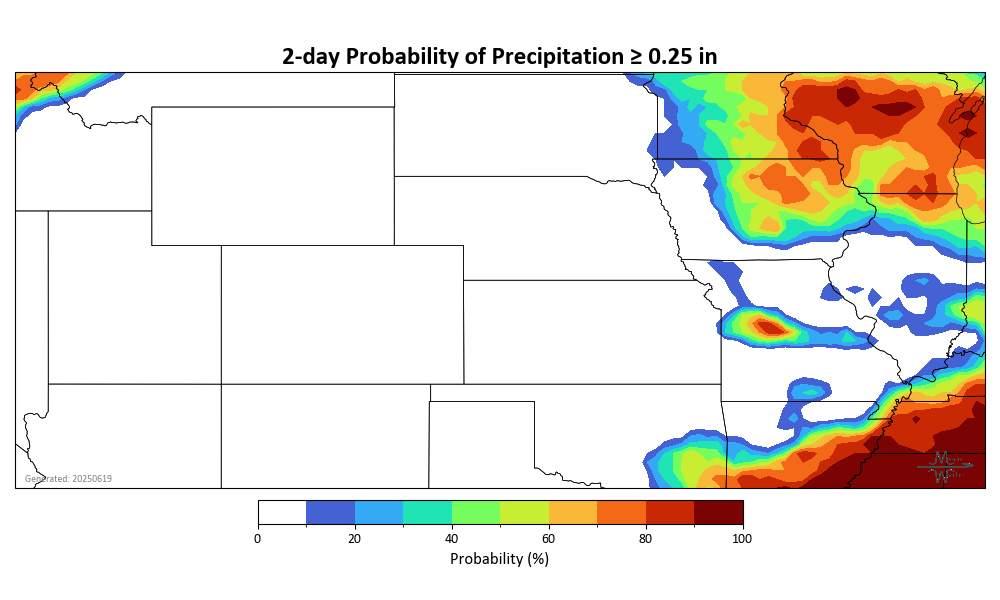 2-day Probability of Precipitation ≥ 0.25 in
Generated: 20250619
0 20 40 60 80 100
Probability (%)